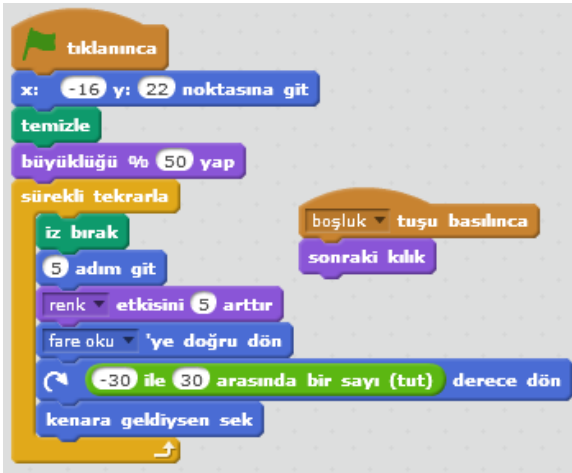 tıklanınca
x: -16 y: 22 noktasına git
temizle
büyüklüğü % 50 yap
sürekli tekrarla
iz bırak
5 adım git
renk etkisini 5 arttır
fare oku 'ye doğru dön
-30 ile 30 arasında bir sayı (tut) derece dön
kenara geldiysen sek
boşluk tuşu basılınca
sonraki kılık